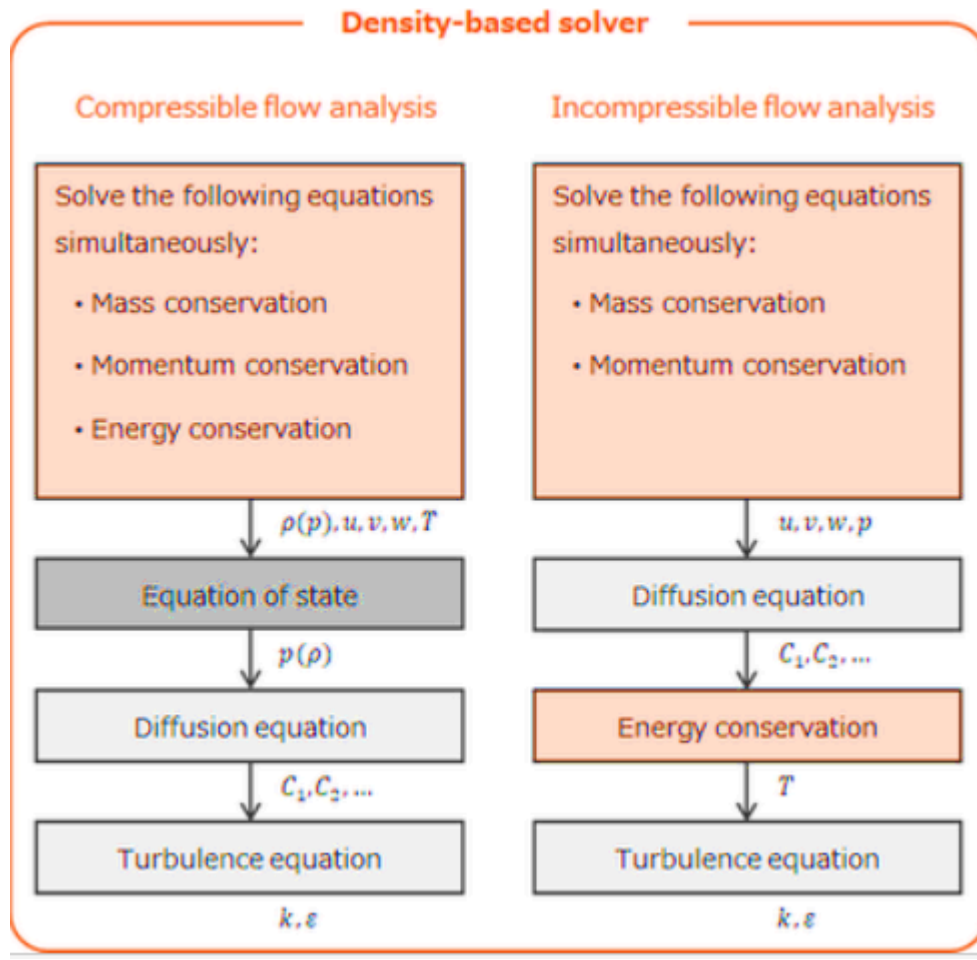 Density-based solver
Compressible flow analysis
Solve the following equations
simultaneously:
• Mass conservation
• Momentum conservation
• Energy conservation
ρ(p), u, v, w, T
Equation of state
p(ρ)
Diffusion equation
C₁, C₂, ...
Turbulence equation
k, ε
Incompressible flow analysis
Solve the following equations
simultaneously:
• Mass conservation
• Momentum conservation
u, v, w, p
Diffusion equation
C₁, C₂, ...
Energy conservation
T
Turbulence equation
k, ε